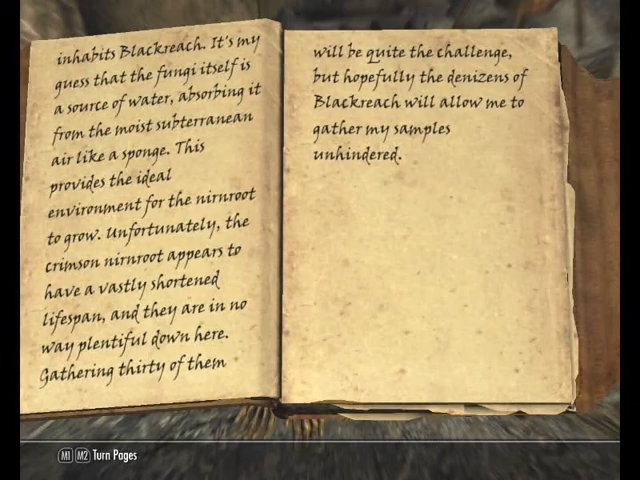 inhabits Blackreach. It's my
guess that the fungi itself is
a source of water, absorbing it
from the moist subterranean
air like a sponge. This
provides the ideal
environment for the nirnroot
to grow. Unfortunately, the
crimson nirnroot appears to
have a vastly shortened
lifespan, and they are in no
way plentiful down here.
Gathering thirty of them
will be quite the challenge,
but hopefully the denizens of
Blackreach will allow me to
gather my samples
unhindered.
M1 M2 Turn Pages